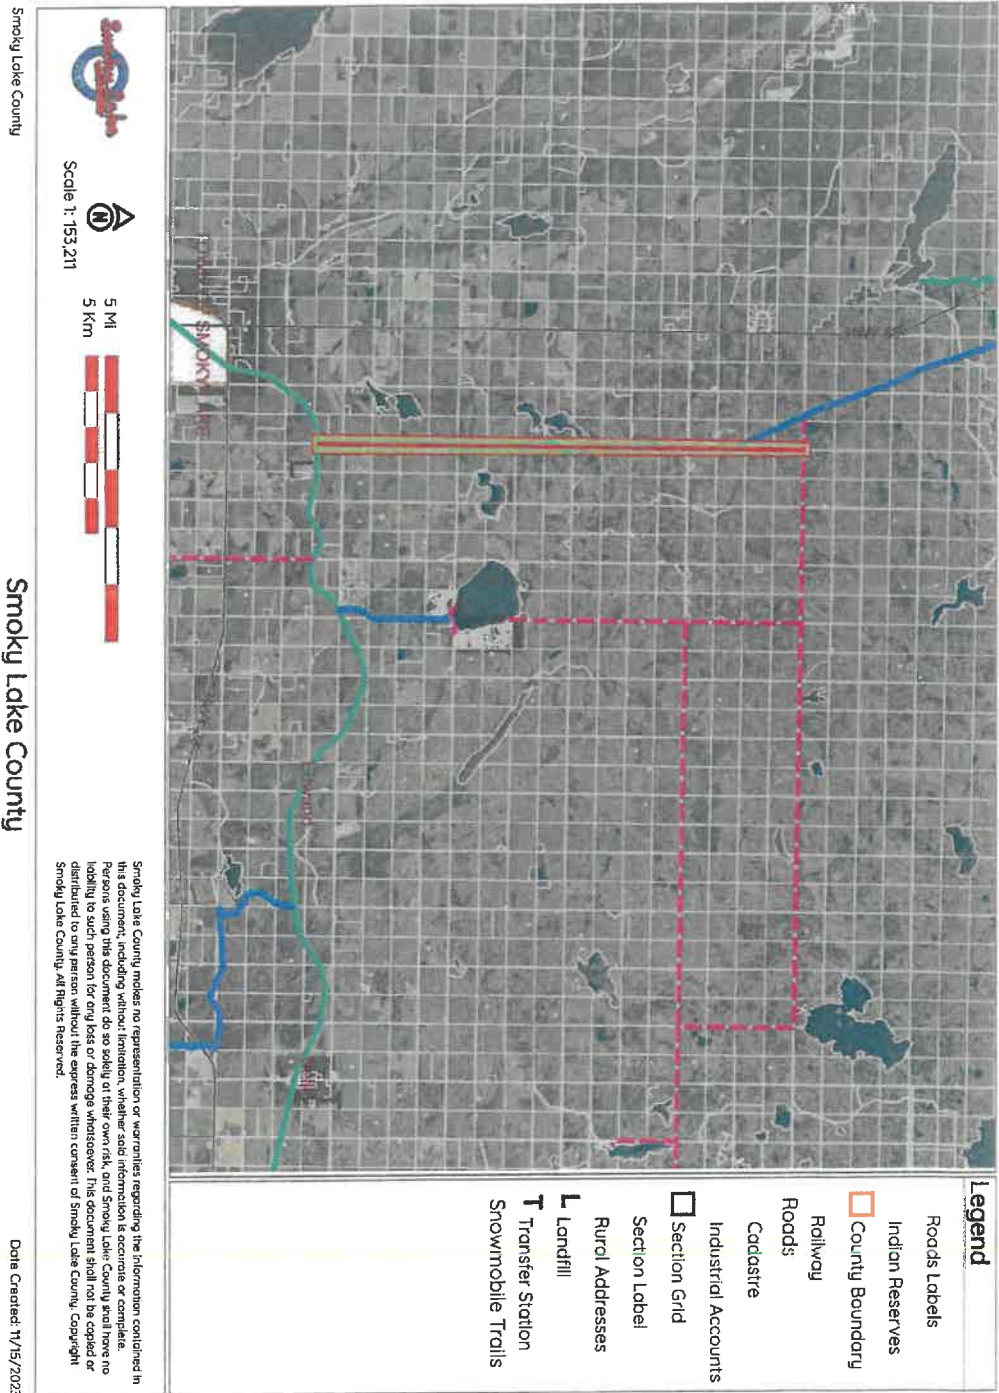 Legend
Roads Labels
Indian Reserves
County Boundary
Railway
Roads
Cadastre
Industrial Accounts
Section Grid
Section Label
Rural Addresses
L Landfill
T Transfer Station
Snowmobile Trails
SMOKY LAKE
Scale 1: 153,211
N
5 Mi
5 Km
Smoky Lake County makes no representation or warranties regarding the information contained in
this document, including without limitation, whether said information is accurate or complete.
Persons using this document do so solely at their own risk, and Smoky Lake County shall have no
liability to such person for any loss or damage whatsoever. This document shall not be copied or
distributed to any person without the express written consent of Smoky Lake County. Copyright
Smoky Lake County. All Rights Reserved.
Smoky Lake County
Smoky Lake County
Date Created: 11/15/202